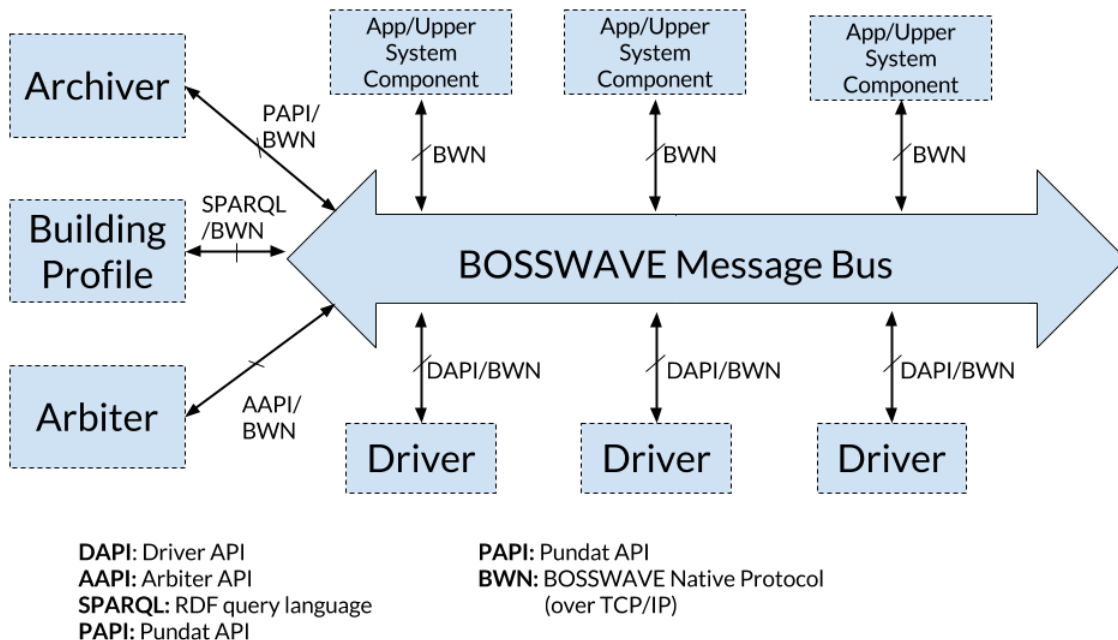 Archiver
App/Upper
System
Component
App/Upper
System
Component
App/Upper
System
Component
PAPI/
BWN
BWN
BWN
BWN
Building
Profile
SPARQL
/BWN
BOSSWAVE Message Bus
Arbiter
AAPI/
BWN
DAPI/BWN
DAPI/BWN
DAPI/BWN
Driver
Driver
Driver
DAPI: Driver API
AAPI: Arbiter API
SPARQL: RDF query language
PAPI: Pundat API
PAPI: Pundat API
BWN: BOSSWAVE Native Protocol
(over TCP/IP)